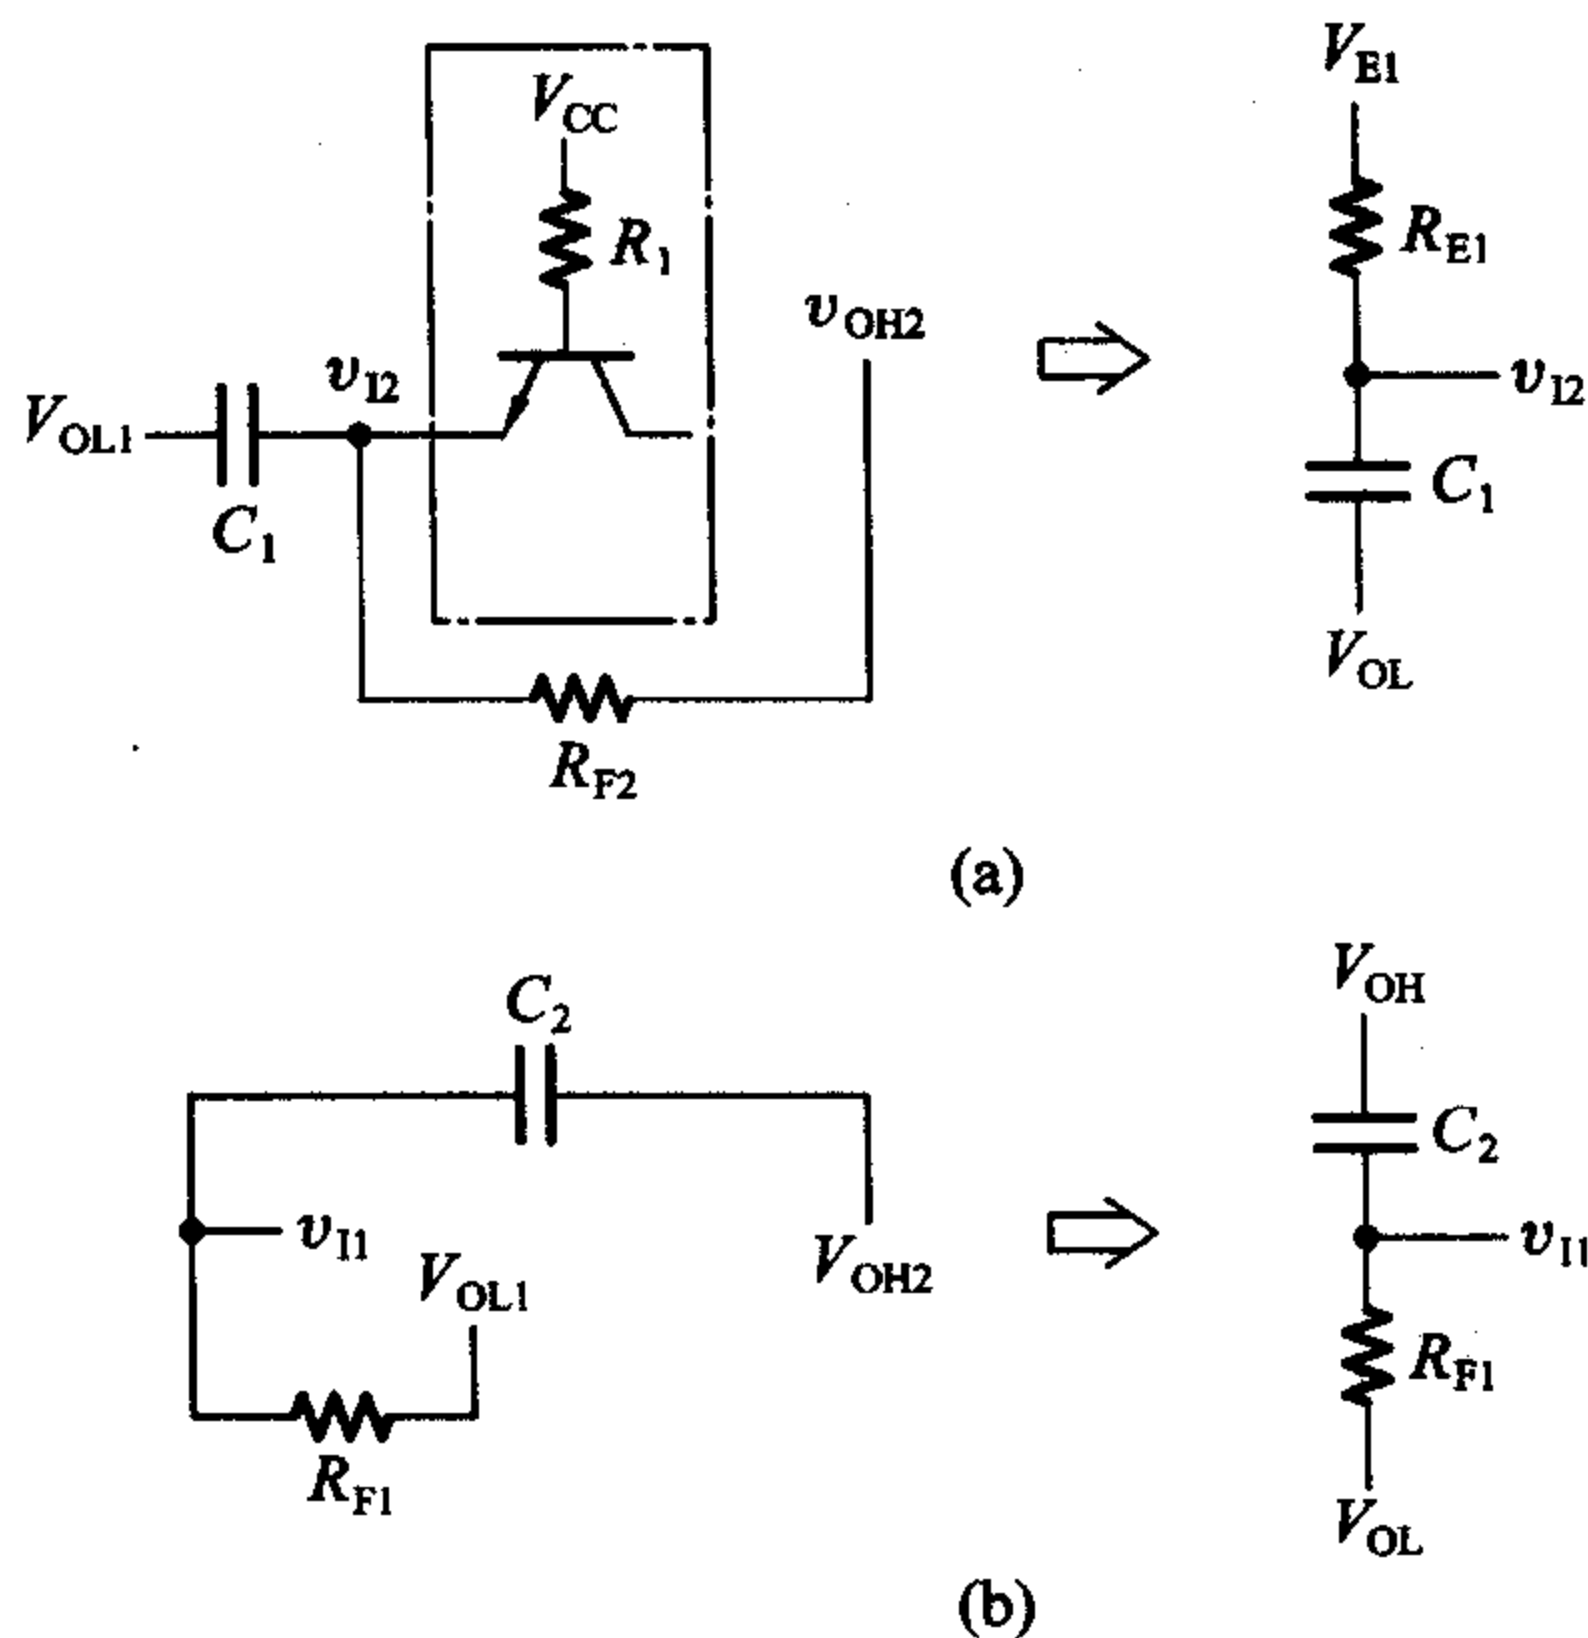 V_CC
R_1
v_OH2
v_I2
V_OL1
C_1
R_F2
V_E1
R_E1
v_I2
C_1
V_OL
(a)
C_2
v_I1
V_OL1
V_OH2
R_F1
V_OH
C_2
v_I1
R_F1
V_OL
(b)